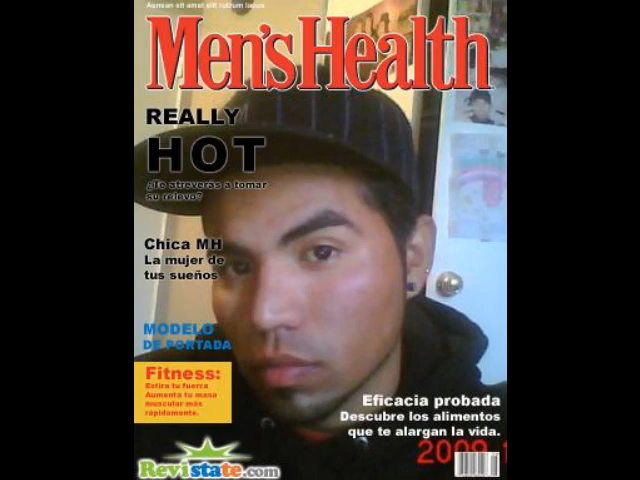 Aenean sit amet elit rutrum lacus
Men'sHealth
REALLY
HOT
¿Te atreverás a tomar
su relevo?
Chica MH
La mujer de
tus sueños
MODELO
DE PORTADA
Fitness:
Estira tu fuerza
Aumenta tu masa
muscular más
rápidamente.
Eficacia probada
Descubre los alimentos
que te alargan la vida.
2009
Revistate.com